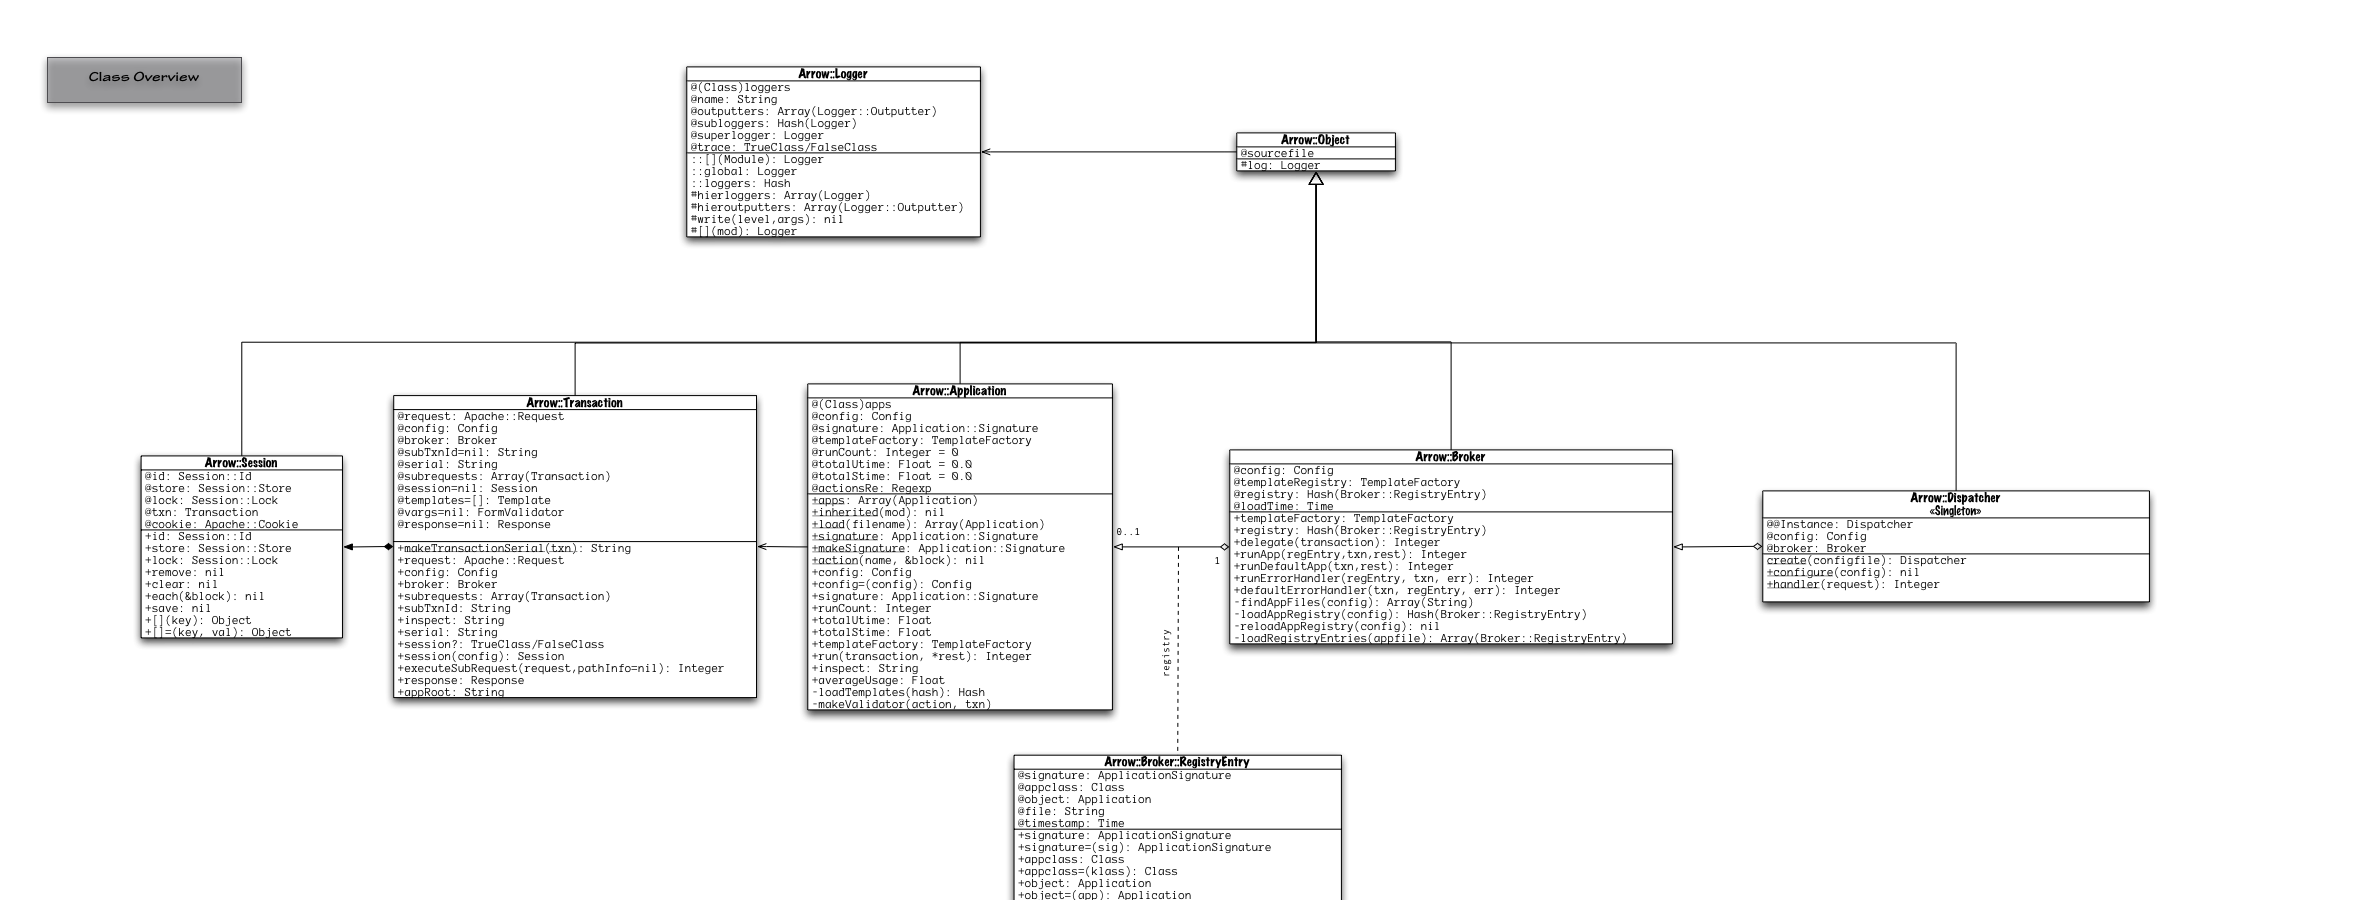 Class Overview
Arrow::Logger
@(Class)loggers
@name: String
@outputters: Array(Logger::Outputter)
@subloggers: Hash(Logger)
@superlogger: Logger
@trace: TrueClass/FalseClass
::[](Module): Logger
::global: Logger
::loggers: Hash
#hierloggers: Array(Logger)
#hieroutputters: Array(Logger::Outputter)
#write(level,args): nil
#[](mod): Logger
Arrow::Object
@sourcefile
#log: Logger
Arrow::Session
@id: Session::Id
@store: Session::Store
@lock: Session::Lock
@txn: Transaction
@cookie: Apache::Cookie
+id: Session::Id
+store: Session::Store
+lock: Session::Lock
+remove: nil
+clear: nil
+each(&block): nil
+save: nil
+[](key): Object
+[]=(key, val): Object
Arrow::Transaction
@request: Apache::Request
@config: Config
@broker: Broker
@subTxnId=nil: String
@serial: String
@subrequests: Array(Transaction)
@session=nil: Session
@templates=[]: Template
@vargs=nil: FormValidator
@response=nil: Response
+makeTransactionSerial(txn): String
+request: Apache::Request
+config: Config
+broker: Broker
+subrequests: Array(Transaction)
+subTxnId: String
+inspect: String
+serial: String
+session?: TrueClass/FalseClass
+session(config): Session
+executeSubRequest(request,pathInfo=nil): Integer
+response: Response
+appRoot: String
Arrow::Application
@(Class)apps
@config: Config
@signature: Application::Signature
@templateFactory: TemplateFactory
@runCount: Integer = 0
@totalUtime: Float = 0.0
@totalStime: Float = 0.0
@actionsRe: Regexp
+apps: Array(Application)
+inherited(mod): nil
+load(filename): Array(Application)
+signature: Application::Signature
+makeSignature: Application::Signature
+action(name, &block): nil
+config: Config
+config=(config): Config
+signature: Application::Signature
+runCount: Integer
+totalUtime: Float
+totalStime: Float
+templateFactory: TemplateFactory
+run(transaction, *rest): Integer
+inspect: String
+averageUsage: Float
-loadTemplates(hash): Hash
-makeValidator(action, txn)
0..1
1
registry
Arrow::Broker
@config: Config
@templateRegistry: TemplateFactory
@registry: Hash(Broker::RegistryEntry)
@loadTime: Time
+templateFactory: TemplateFactory
+registry: Hash(Broker::RegistryEntry)
+delegate(transaction): Integer
+runApp(regEntry,txn,rest): Integer
+runDefaultApp(txn,rest): Integer
+runErrorHandler(regEntry, txn, err): Integer
+defaultErrorHandler(txn, regEntry, err): Integer
-findAppFiles(config): Array(String)
-loadAppRegistry(config): Hash(Broker::RegistryEntry)
-reloadAppRegistry(config): nil
-loadRegistryEntries(appfile): Array(Broker::RegistryEntry)
Arrow::Dispatcher
«Singleton»
@@Instance: Dispatcher
@config: Config
@broker: Broker
create(configfile): Dispatcher
+configure(config): nil
+handler(request): Integer
Arrow::Broker::RegistryEntry
@signature: ApplicationSignature
@appclass: Class
@object: Application
@file: String
@timestamp: Time
+signature: ApplicationSignature
+signature=(sig): ApplicationSignature
+appclass: Class
+appclass=(klass): Class
+object: Application
+object=(app): Application